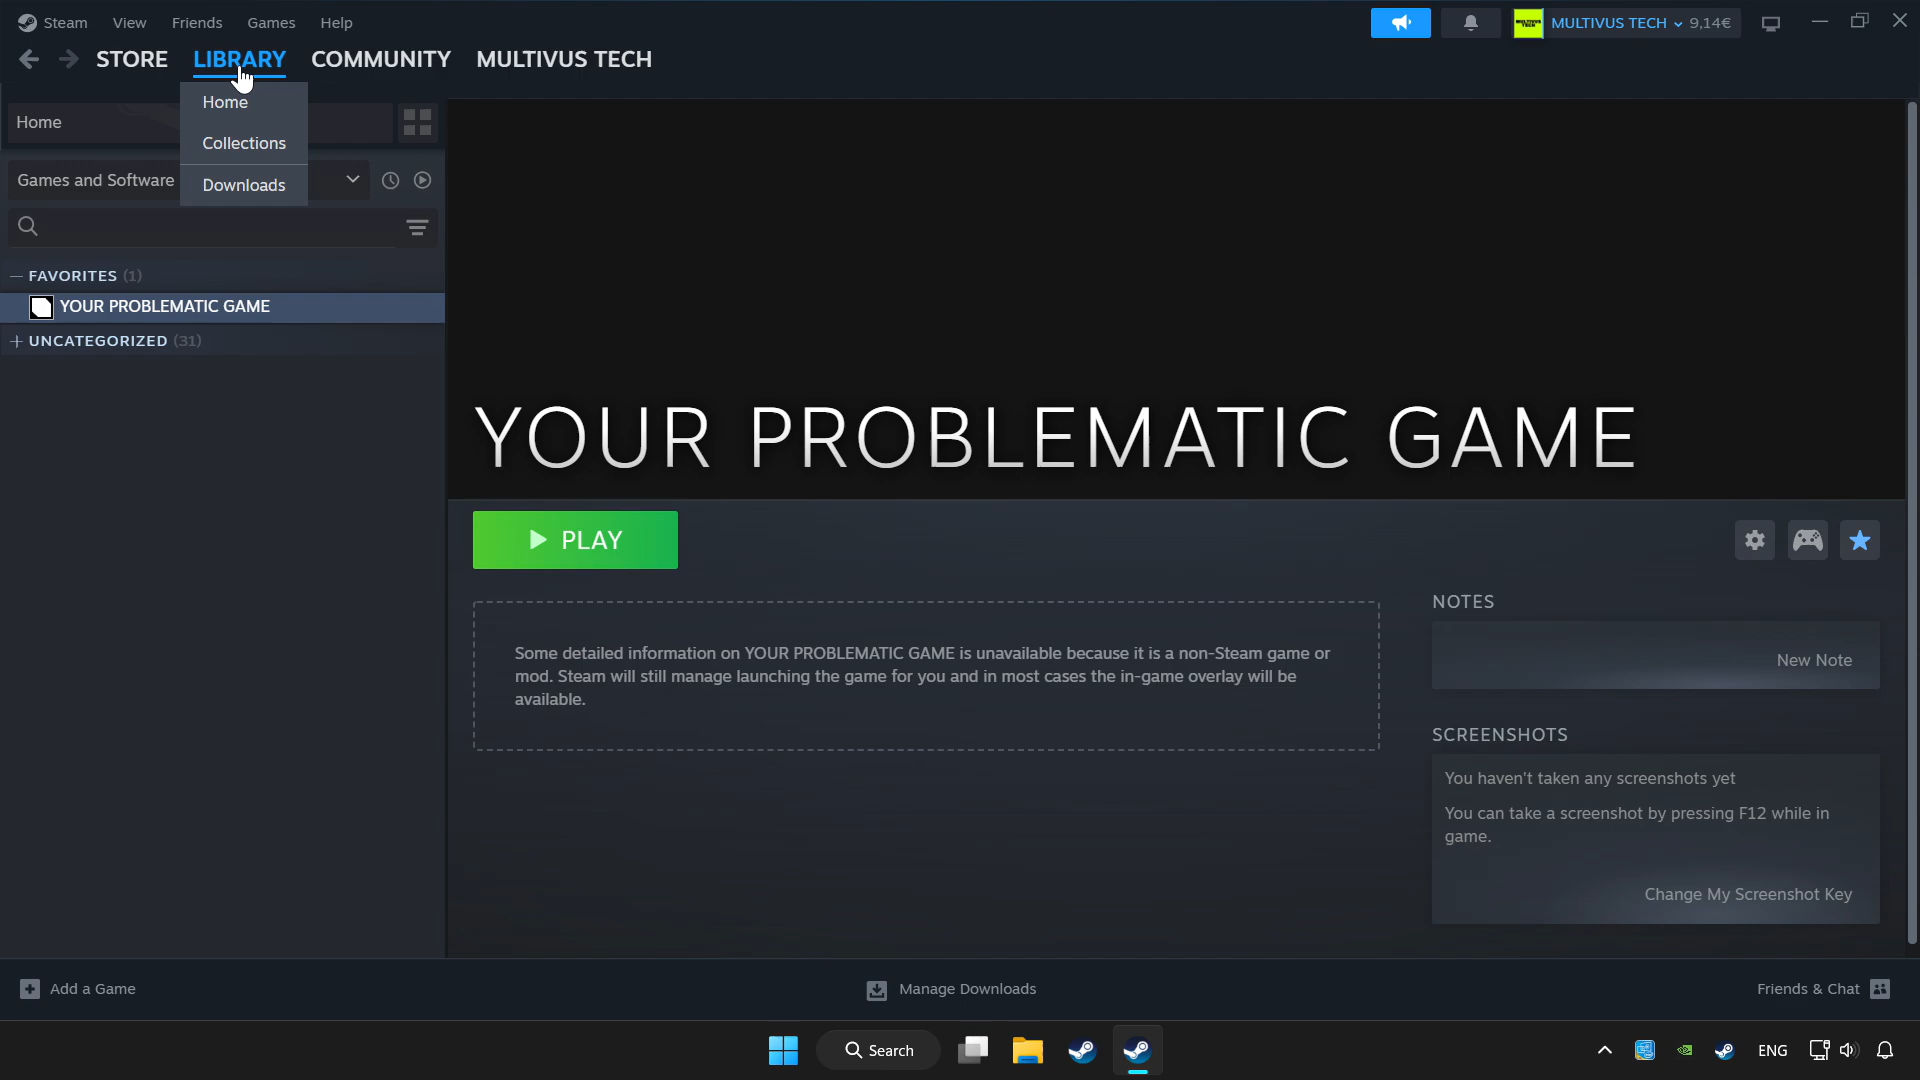 Steam View Friends Games Help
MULTIVUS TECH 9,14€
STORE LIBRARY COMMUNITY MULTIVUS TECH
Home
Collections
Downloads
Home
Games and Software
FAVORITES (1)
YOUR PROBLEMATIC GAME
UNCATEGORIZED (31)
YOUR PROBLEMATIC GAME
PLAY
Some detailed information on YOUR PROBLEMATIC GAME is unavailable because it is a non-Steam game or
mod. Steam will still manage launching the game for you and in most cases the in-game overlay will be
available.
NOTES
New Note
SCREENSHOTS
You haven't taken any screenshots yet
You can take a screenshot by pressing F12 while in
game.
Change My Screenshot Key
Add a Game
Manage Downloads
Friends & Chat
Search
ENG